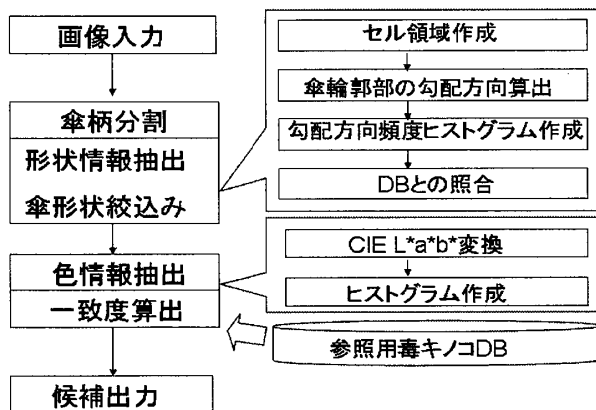 画像入力
傘柄分割
形状情報抽出
傘形状絞込み
色情報抽出
一致度算出
候補出力
セル領域作成
傘輪郭部の勾配方向算出
勾配方向頻度ヒストグラム作成
DBとの照合
CIE L*a*b*変換
ヒストグラム作成
参照用毒キノコDB